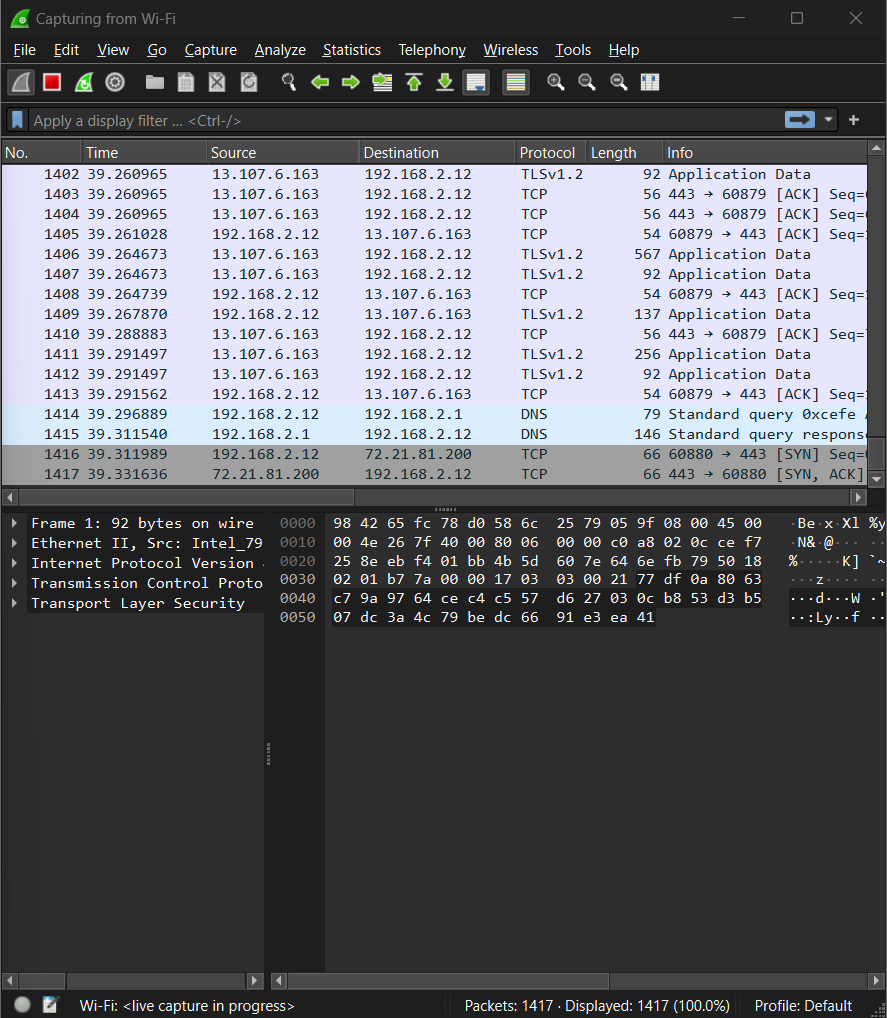 Capturing from Wi-Fi
File Edit View Go Capture Analyze Statistics Telephony Wireless Tools Help
Apply a display filter ... <Ctrl-/>
No. Time Source Destination Protocol Length Info
1402 39.260965 13.107.6.163 192.168.2.12 TLSv1.2 92 Application Data
1403 39.260965 13.107.6.163 192.168.2.12 TCP 56 443 → 60879 [ACK] Seq=
1404 39.260965 13.107.6.163 192.168.2.12 TCP 56 443 → 60879 [ACK] Seq=
1405 39.261028 192.168.2.12 13.107.6.163 TCP 54 60879 → 443 [ACK] Seq=
1406 39.264673 13.107.6.163 192.168.2.12 TLSv1.2 567 Application Data
1407 39.264673 13.107.6.163 192.168.2.12 TLSv1.2 92 Application Data
1408 39.264739 192.168.2.12 13.107.6.163 TCP 54 60879 → 443 [ACK] Seq=
1409 39.267870 13.107.6.163 192.168.2.12 TLSv1.2 137 Application Data
1410 39.288883 13.107.6.163 192.168.2.12 TCP 56 443 → 60879 [ACK] Seq=
1411 39.291497 13.107.6.163 192.168.2.12 TLSv1.2 256 Application Data
1412 39.291497 13.107.6.163 192.168.2.12 TLSv1.2 92 Application Data
1413 39.291562 192.168.2.12 13.107.6.163 TCP 54 60879 → 443 [ACK] Seq=
1414 39.296889 192.168.2.12 192.168.2.1 DNS 79 Standard query 0xcefe A
1415 39.311540 192.168.2.1 192.168.2.12 DNS 146 Standard query respons
1416 39.311989 192.168.2.12 72.21.81.200 TCP 66 60880 → 443 [SYN] Seq=
1417 39.331636 72.21.81.200 192.168.2.12 TCP 66 443 → 60880 [SYN, ACK]
Frame 1: 92 bytes on wire
Ethernet II, Src: Intel_79
Internet Protocol Version
Transmission Control Proto
Transport Layer Security
0000 98 42 65 fc 78 d0 58 6c 25 79 05 9f 08 00 45 00 ·Be·x·Xl %y
0010 00 4e 26 7f 40 00 80 06 00 00 c0 a8 02 0c ce f7 ·N&·@···
0020 25 8e eb f4 01 bb 4b 5d 60 7e 64 6e fb 79 50 18 %·····K] `~
0030 02 01 b7 7a 00 00 17 03 03 00 21 77 df 0a 80 63 ···z····
0040 c7 9a 97 64 ce c4 c5 57 d6 27 03 0c b8 53 d3 b5 ···d···W ·'
0050 07 dc 3a 4c 79 be dc 66 91 e3 ea 41 ··:Ly··f ··
Wi-Fi: <live capture in progress> Packets: 1417 · Displayed: 1417 (100.0%) Profile: Default